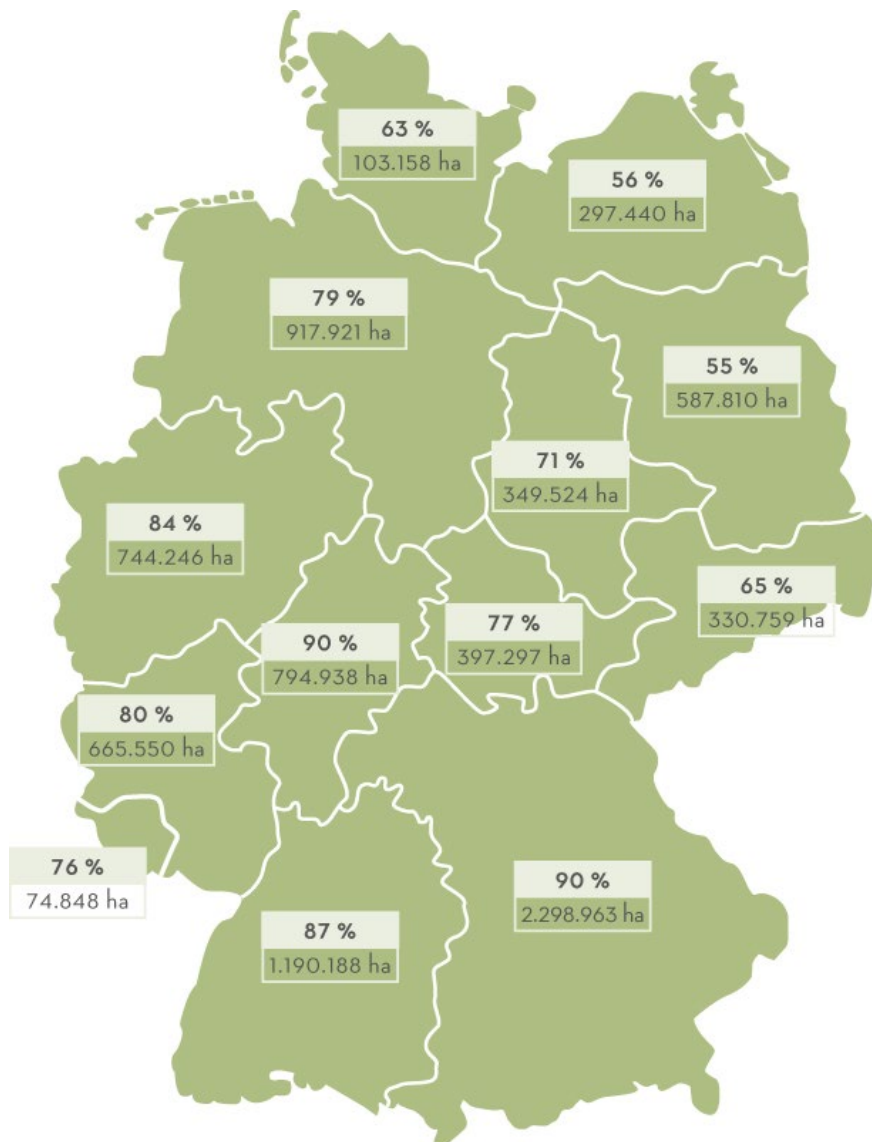 63 %
103.158 ha
56 %
297.440 ha
79 %
917.921 ha
55 %
587.810 ha
71 %
349.524 ha
84 %
744.246 ha
65 %
330.759 ha
77 %
397.297 ha
90 %
794.938 ha
80 %
665.550 ha
76 %
74.848 ha
90 %
2.298.963 ha
87 %
1.190.188 ha